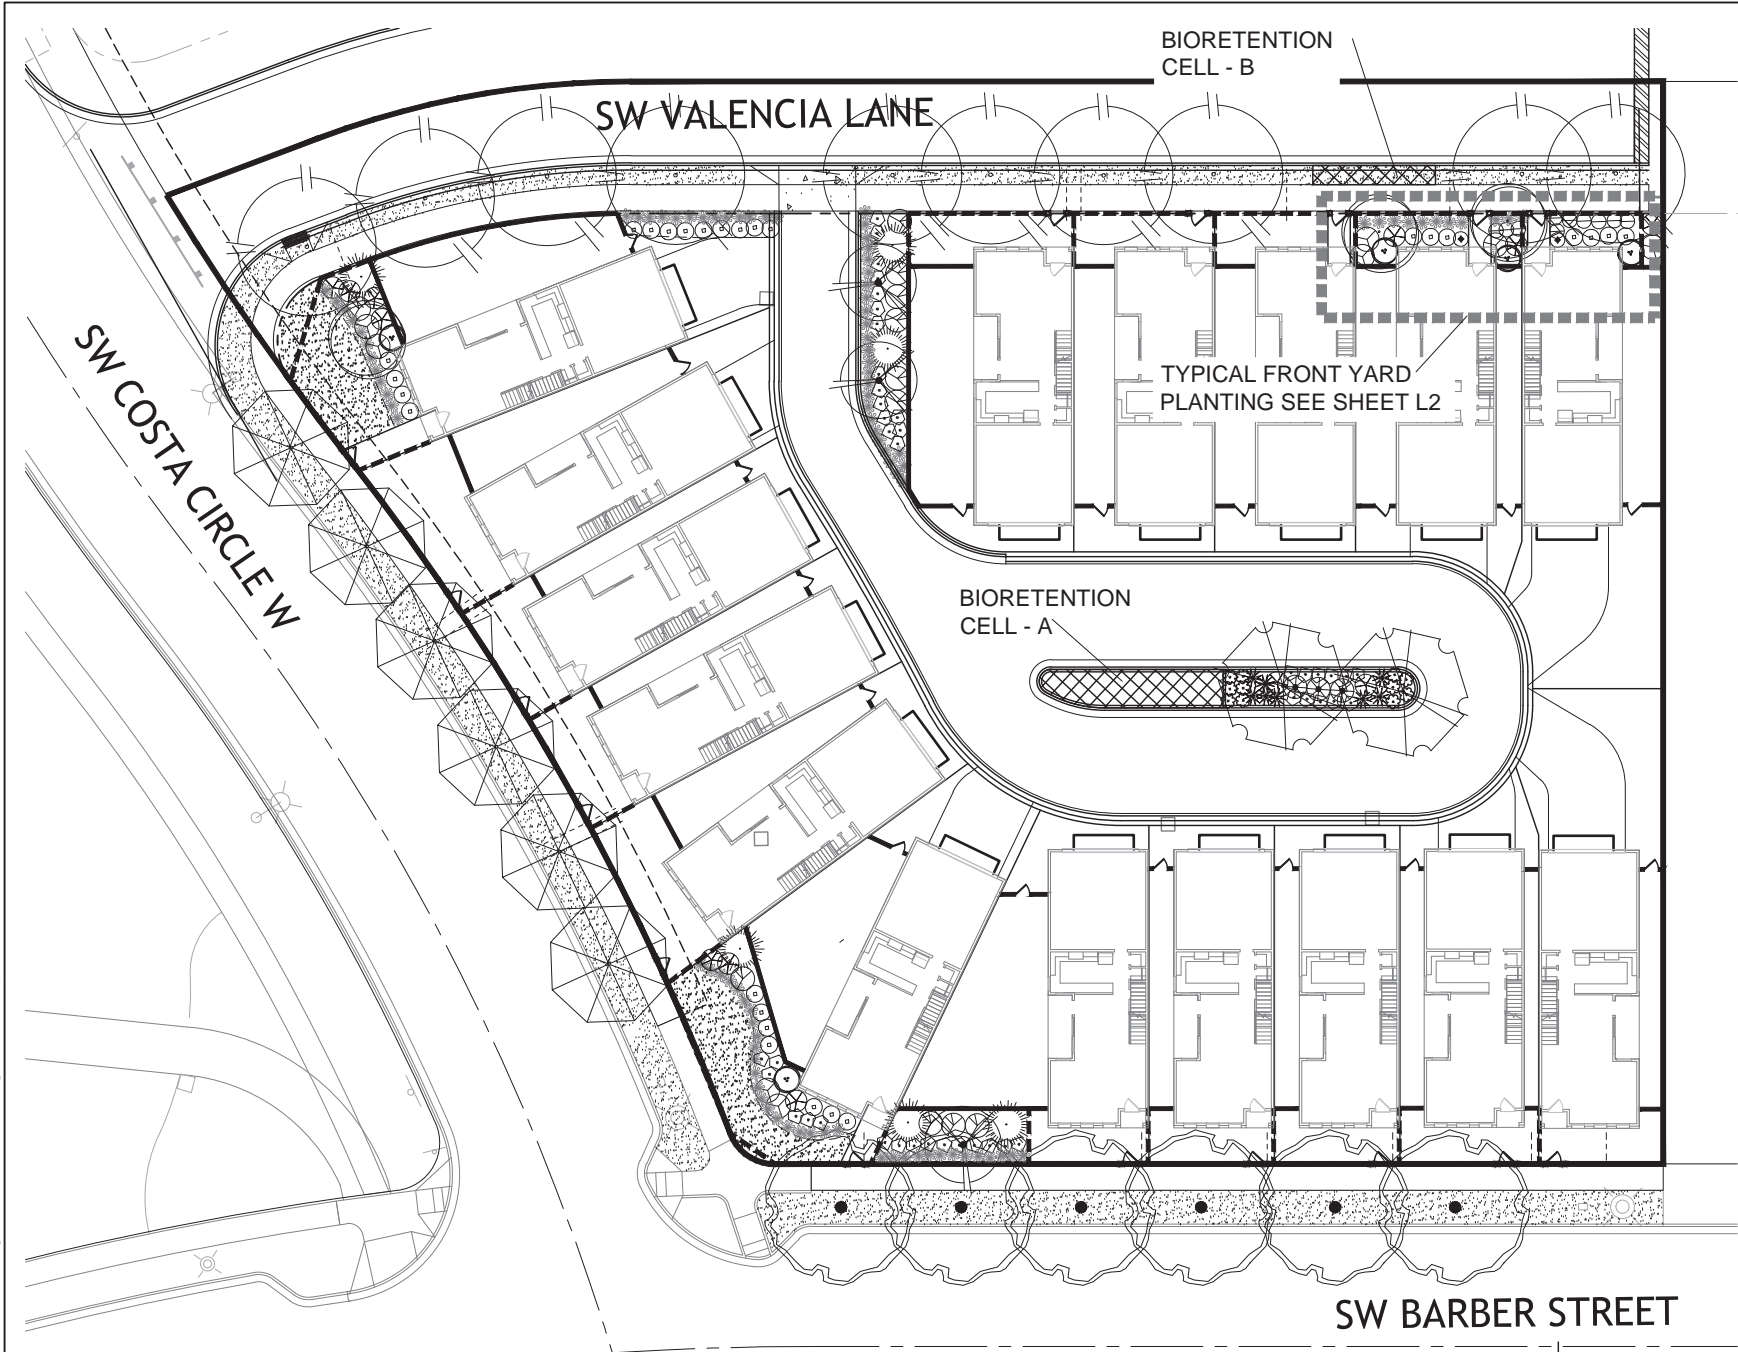 BIORETENTION
CELL - B
SW VALENCIA LANE
SW COSTA CIRCLE W
TYPICAL FRONT YARD
PLANTING SEE SHEET L2
BIORETENTION
CELL - A
SW BARBER STREET